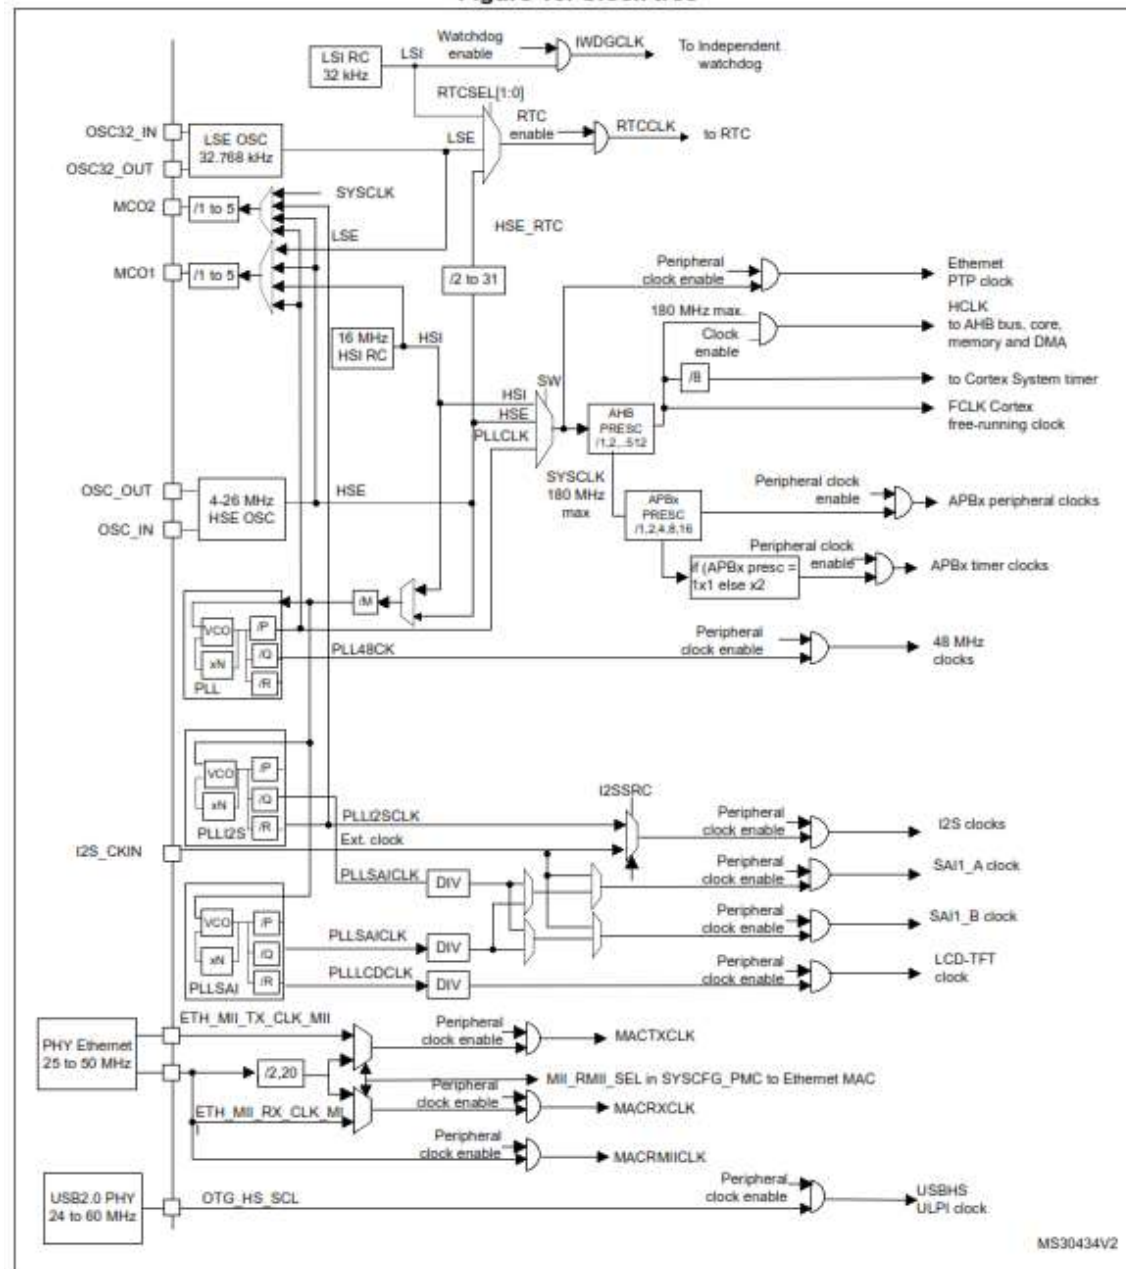 Watchdog
enable
IWDGCLK
To Independent
watchdog
LSI RC
32 kHz
LSI
RTCSEL[1:0]
RTC
enable
RTCCLK
to RTC
OSC32_IN
LSE OSC
32.768 kHz
LSE
OSC32_OUT
SYSCLK
MCO2
/1 to 5
HSE_RTC
LSE
MCO1
/1 to 5
/2 to 31
Peripheral
clock enable
Ethernet
PTP clock
180 MHz max.
HCLK
to AHB bus, core,
memory and DMA
Clock
enable
16 MHz
HSI RC
HSI
/8
to Cortex System timer
SW
HSI
HSE
PLLCLK
AHB
PRESC
/1,2,..512
FCLK Cortex
free-running clock
SYSCLK
180 MHz
max
OSC_OUT
4-26 MHz
HSE OSC
HSE
OSC_IN
APBx
PRESC
/1,2,4,8,16
Peripheral clock
enable
APBx peripheral clocks
Peripheral clock
enable
if (APBx presc =
1x1 else x2
APBx timer clocks
/M
VCO
xN
/P
/Q
/R
PLL
PLL48CK
Peripheral
clock enable
48 MHz
clocks
VCO
xN
/P
/Q
/R
PLLI2S
I2SSRC
PLLI2SCLK
Peripheral
clock enable
I2S clocks
I2S_CKIN
Ext. clock
PLLSAICLK
DIV
Peripheral
clock enable
SAI1_A clock
VCO
xN
/P
/Q
/R
PLLSAI
PLLSAICLK
DIV
Peripheral
clock enable
SAI1_B clock
PLLLCDCLK
DIV
Peripheral
clock enable
LCD-TFT
clock
PHY Ethernet
25 to 50 MHz
ETH_MII_TX_CLK_MII
Peripheral
clock enable
MACTXCLK
/2,20
MII_RMII_SEL in SYSCFG_PMC to Ethernet MAC
ETH_MII_RX_CLK_MI
Peripheral
clock enable
MACRXCLK
Peripheral
clock enable
MACRMIICLK
USB2.0 PHY
24 to 60 MHz
OTG_HS_SCL
Peripheral
clock enable
USBHS
ULPI clock
MS30434V2